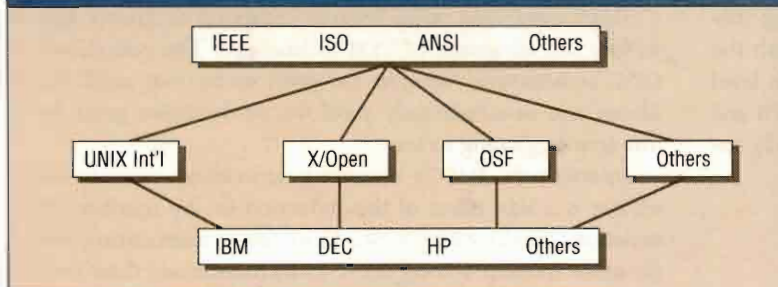 IEEE ISO ANSI Others
UNIX Int'l X/Open OSF Others
IBM DEC HP Others